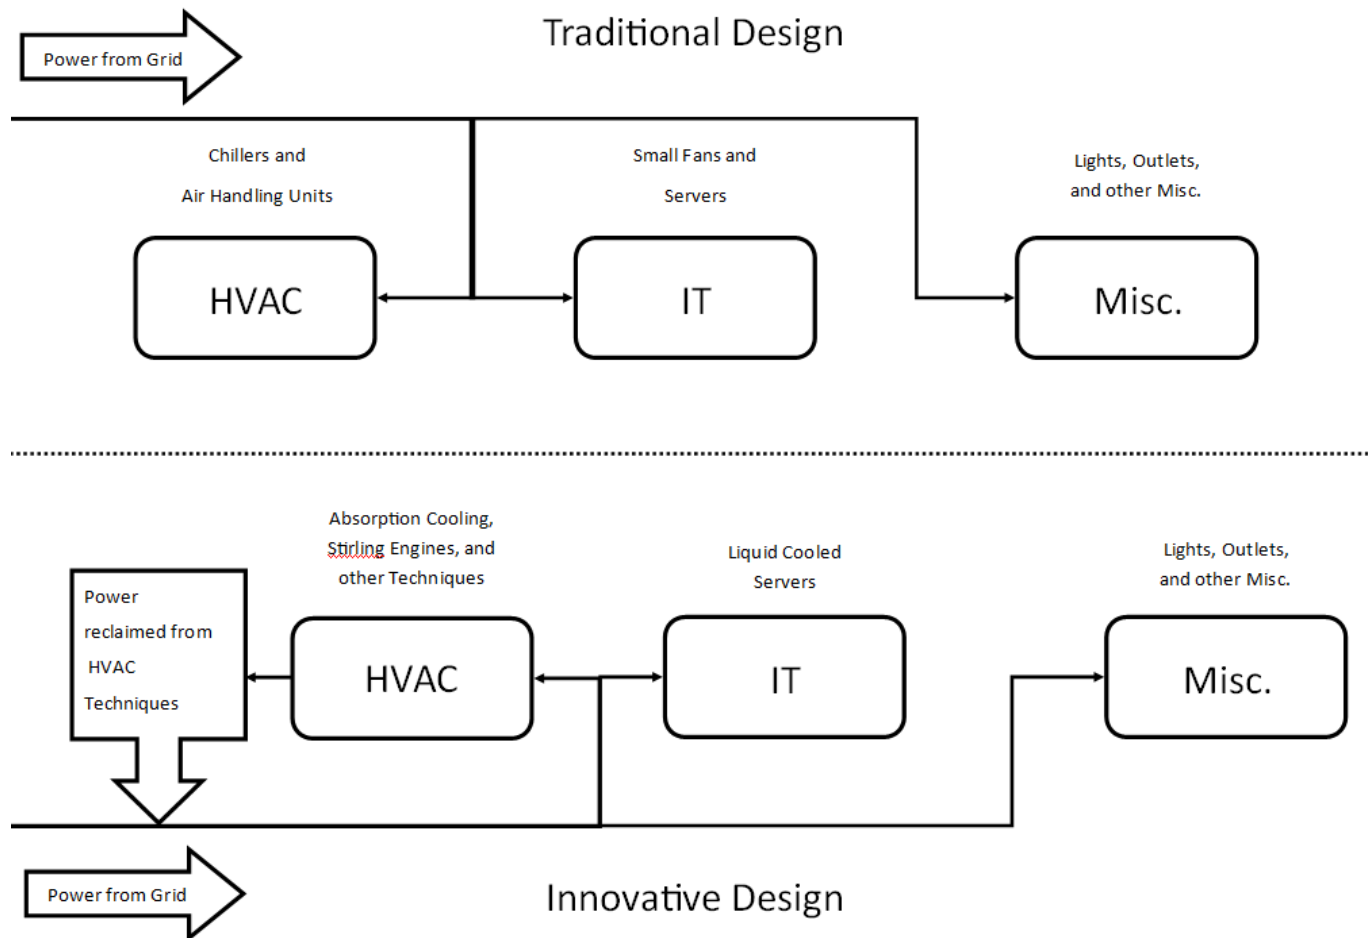 Traditional Design
Power from Grid
Chillers and
Air Handling Units
Small Fans and
Servers
Lights, Outlets,
and other Misc.
HVAC
IT
Misc.
Absorption Cooling,
Stirling Engines, and
other Techniques
Liquid Cooled
Servers
Lights, Outlets,
and other Misc.
Power
reclaimed from
HVAC
Techniques
HVAC
IT
Misc.
Power from Grid
Innovative Design